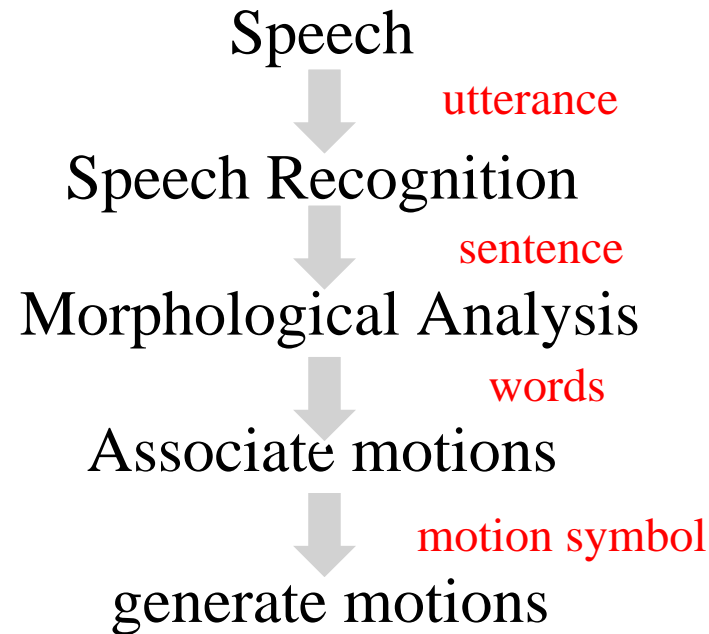 Speech
utterance
Speech Recognition
sentence
Morphological Analysis
words
Associate motions
motion symbol
generate motions